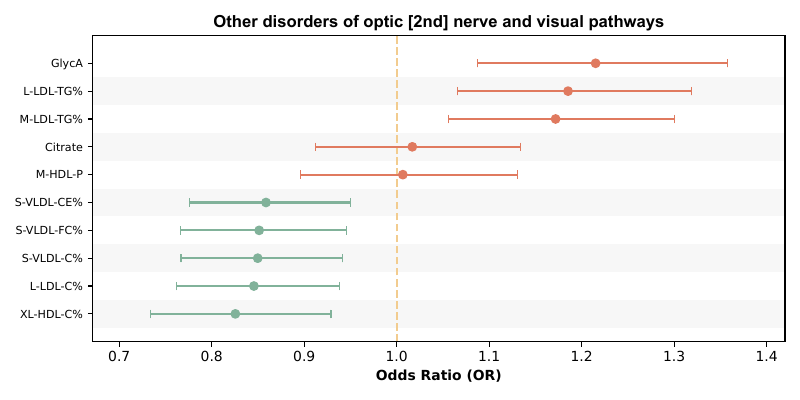 Other disorders of optic [2nd] nerve and visual pathways
GlycA
L-LDL-TG%
M-LDL-TG%
Citrate
M-HDL-P
S-VLDL-CE%
S-VLDL-FC%
S-VLDL-C%
L-LDL-C%
XL-HDL-C%
0.7 0.8 0.9 1.0 1.1 1.2 1.3 1.4
Odds Ratio (OR)